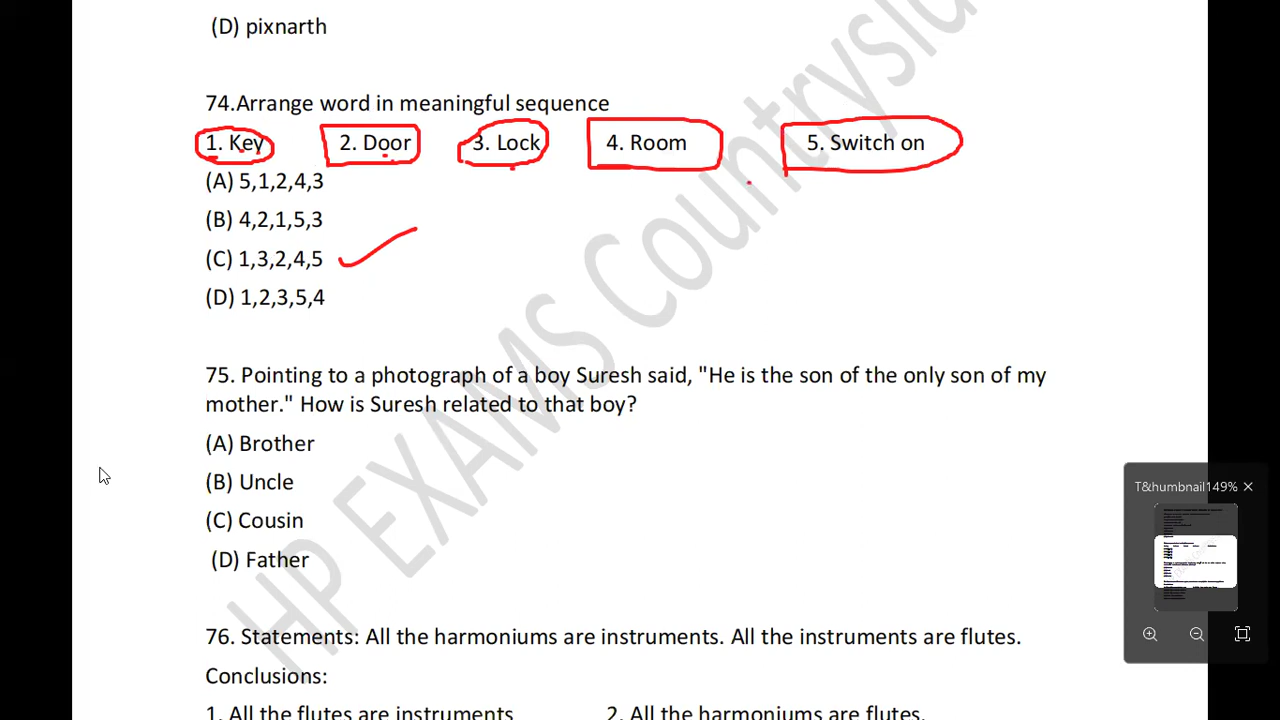 (D) pixnarth
74.Arrange word in meaningful sequence
1. Key 2. Door 3. Lock 4. Room 5. Switch on
(A) 5,1,2,4,3
(B) 4,2,1,5,3
(C) 1,3,2,4,5
(D) 1,2,3,5,4
75. Pointing to a photograph of a boy Suresh said, "He is the son of the only son of my
mother." How is Suresh related to that boy?
(A) Brother
(B) Uncle
(C) Cousin
(D) Father
76. Statements: All the harmoniums are instruments. All the instruments are flutes.
Conclusions:
1. All the flutes are instruments 2. All the harmoniums are flutes.
HP EXAMS Countrysid
T&humbnail149%